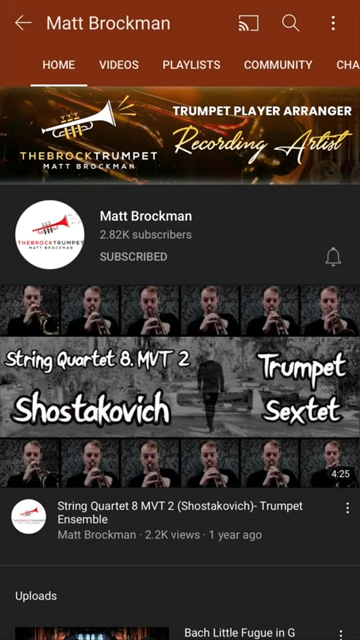 Matt Brockman
HOME VIDEOS PLAYLISTS COMMUNITY CHA
TRUMPET PLAYER ARRANGER
Recording Artist
THEBROCKTRUMPET
MATT BROCKMAN
THEBROCKTRUMPET
Matt Brockman
2.82K subscribers
SUBSCRIBED
String Quartet 8. MVT 2
Shostakovich
Trumpet
Sextet
4:25
String Quartet 8 MVT 2 (Shostakovich)- Trumpet
Ensemble
Matt Brockman · 2.2K views · 1 year ago
Uploads
Bach Little Fugue in G